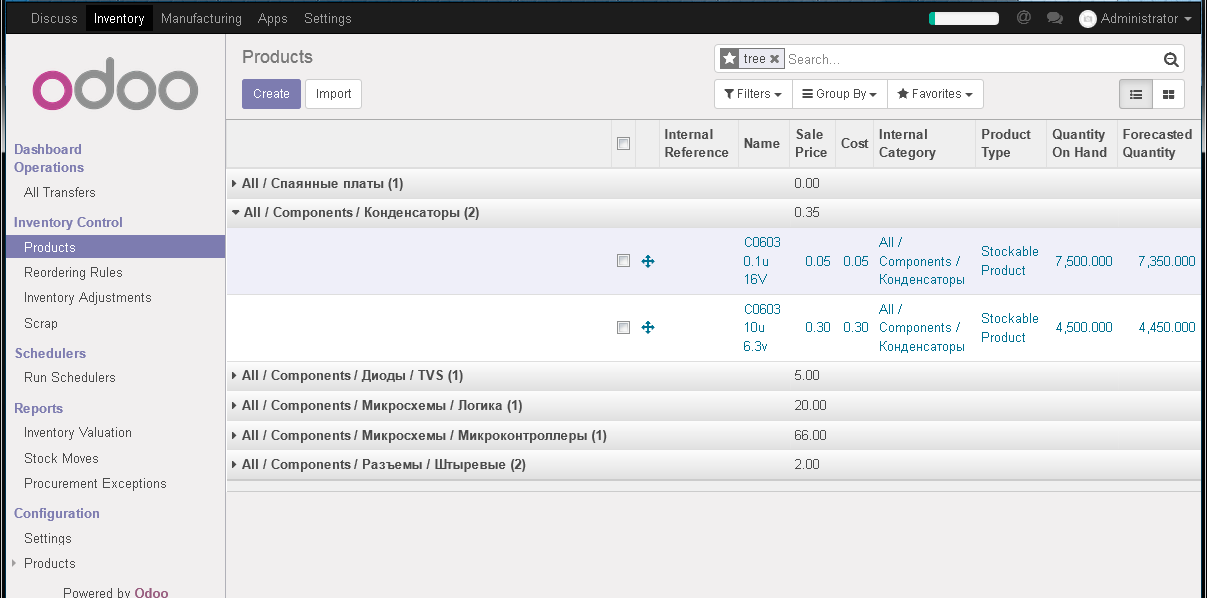 Discuss Inventory Manufacturing Apps Settings @ Administrator
odoo
Products
tree Search...
Create Import
Filters Group By Favorites
Dashboard
Operations
All Transfers
Inventory Control
Products
Reordering Rules
Inventory Adjustments
Scrap
Schedulers
Run Schedulers
Reports
Inventory Valuation
Stock Moves
Procurement Exceptions
Configuration
Settings
Products
Powered by Odoo
Internal Reference Name Sale Price Cost Internal Category Product Type Quantity On Hand Forecasted Quantity
All / Спаянные платы (1) 0.00
All / Components / Конденсаторы (2) 0.35
C0603 0.1u 16V 0.05 0.05 All / Components / Конденсаторы Stockable Product 7,500.000 7,350.000
C0603 10u 6.3v 0.30 0.30 All / Components / Конденсаторы Stockable Product 4,500.000 4,450.000
All / Components / Диоды / TVS (1) 5.00
All / Components / Микросхемы / Логика (1) 20.00
All / Components / Микросхемы / Микроконтроллеры (1) 66.00
All / Components / Разъемы / Штыревые (2) 2.00